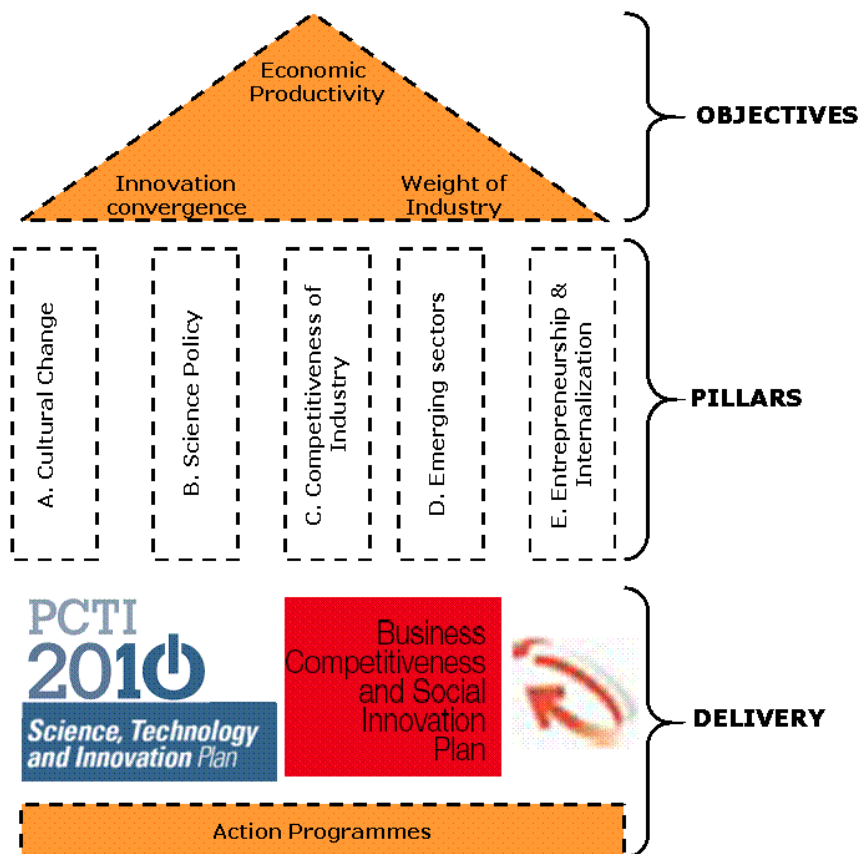 Economic
Productivity
Innovation
convergence
Weight of
Industry
OBJECTIVES
A. Cultural Change
B. Science Policy
C. Competitiveness of
Industry
D. Emerging sectors
E. Entrepreneurship &
Internalization
PILLARS
PCTI
2010
Science, Technology
and Innovation Plan
Business
Competitiveness
and Social
Innovation
Plan
DELIVERY
Action Programmes